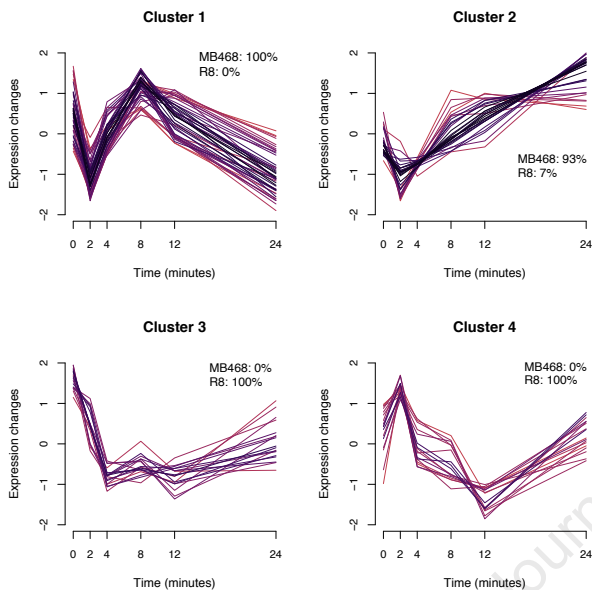 Cluster 1
MB468: 100%
R8: 0%
Expression changes
2
1
0
−1
−2
0 2 4 8 12 24
Time (minutes)
Cluster 2
MB468: 93%
R8: 7%
Expression changes
2
1
0
−1
−2
0 2 4 8 12 24
Time (minutes)
Cluster 3
MB468: 0%
R8: 100%
Expression changes
2
1
0
−1
−2
0 2 4 8 12 24
Time (minutes)
Cluster 4
MB468: 0%
R8: 100%
Expression changes
2
1
0
−1
−2
0 2 4 8 12 24
Time (minutes)
Journ